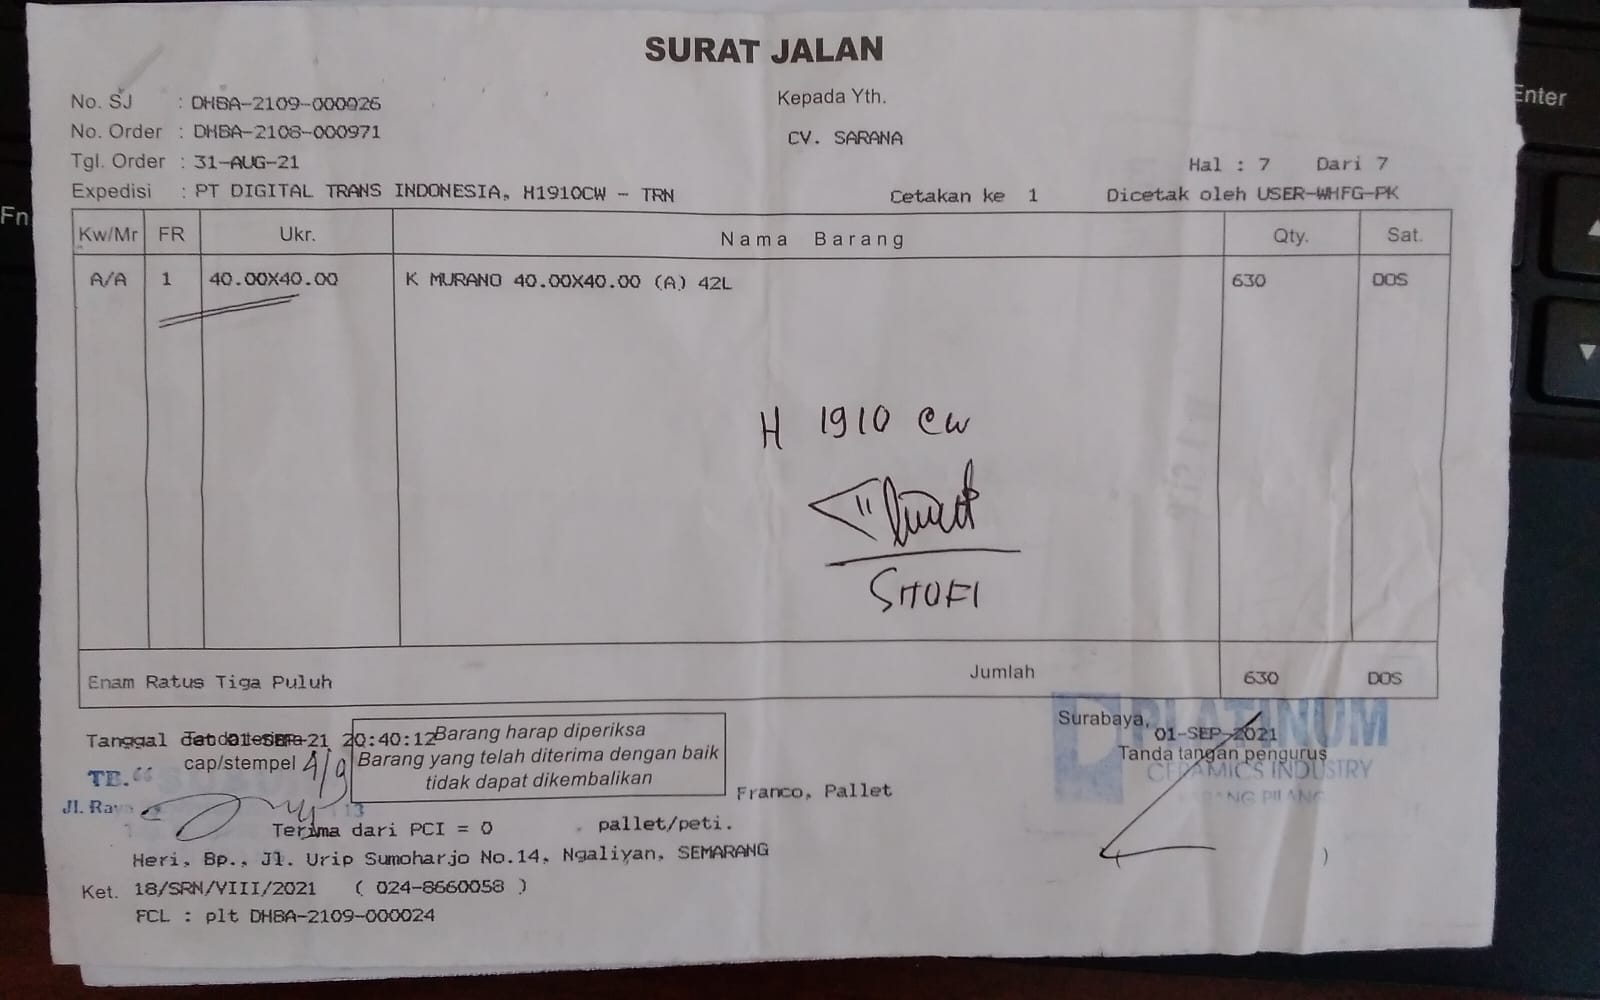 SURAT JALAN
No. SJ : DHBA-2109-000026
Kepada Yth.
No. Order : DHBA-2108-000971
CV. SARANA
Tgl. Order : 31-AUG-21
Hal : 7 Dari 7
Expedisi : PT DIGITAL TRANS INDONESIA, H1910CW - TRN
Cetakan ke 1 Dicetak oleh USER-WHFG-PK
Kw/Mr FR Ukr. Nama Barang Qty. Sat.
A/A 1 40.00X40.00 K MURANO 40.00X40.00 (A) 42L 630 DOS
H 1910 CW
SHOFI
Enam Ratus Tiga Puluh Jumlah 630 DOS
Tanggal cetak 01-SEP-21 20:40:12
Tanda terima
cap/stempel
4/9
Barang harap diperiksa
Barang yang telah diterima dengan baik
tidak dapat dikembalikan
Surabaya, 01-SEP-2021
Tanda tangan pengurus
PLATINUM
CERAMICS INDUSTRY
KARANG PILANG
TB.
Jl. Raya
Franco, Pallet
Terima dari PCI = 0 pallet/peti.
)
Heri, Bp., Jl. Urip Sumoharjo No.14, Ngaliyan, SEMARANG
Ket. 18/SRN/VIII/2021 ( 024-8660058 )
FCL : plt DHBA-2109-000024
Enter
Fn